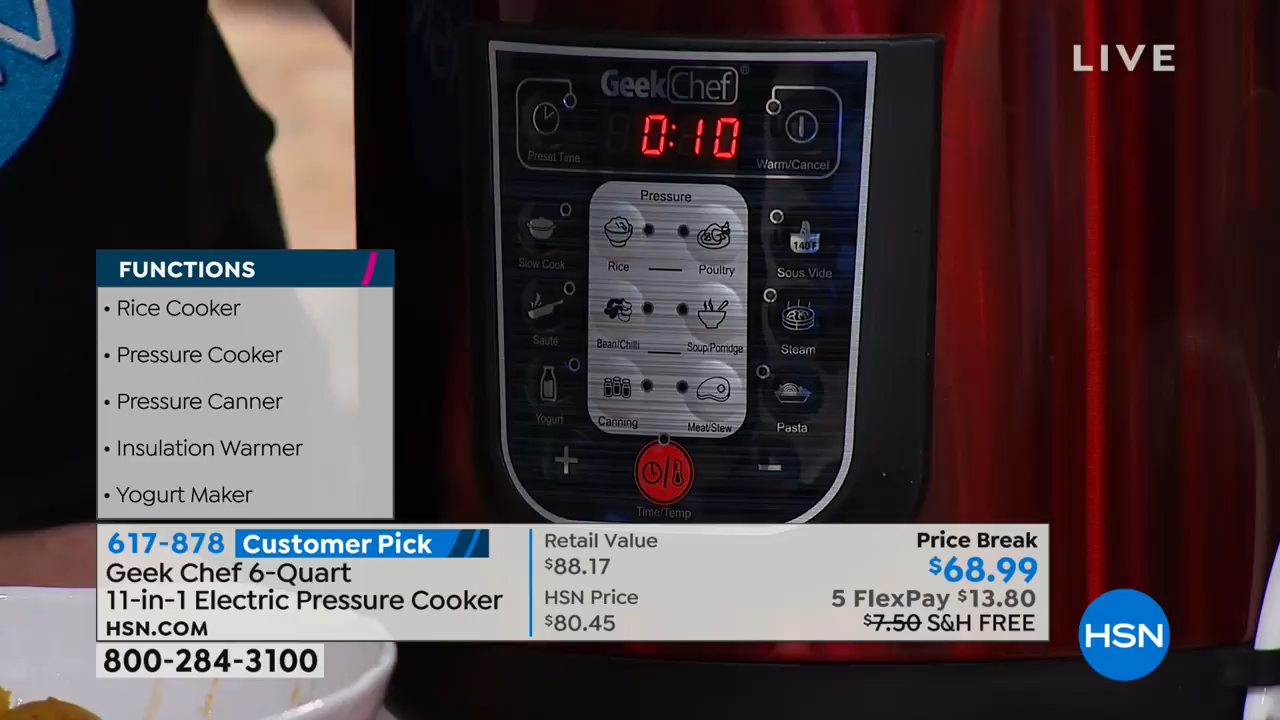 LIVE
GeekChef®
0:10
Preset Time
Warm/Cancel
Pressure
Slow Cook
Rice
Poultry
140°F
Sous Vide
Sauté
Bean/Chilli
Soup/Porridge
Steam
Yogurt
Canning
Meat/Stew
Pasta
+
-
Time/Temp
FUNCTIONS
• Rice Cooker
• Pressure Cooker
• Pressure Canner
• Insulation Warmer
• Yogurt Maker
617-878 Customer Pick
Geek Chef 6-Quart
11-in-1 Electric Pressure Cooker
HSN.COM
800-284-3100
Retail Value
$88.17
HSN Price
$80.45
Price Break
$68.99
5 FlexPay $13.80
$7.50 S&H FREE
HSN